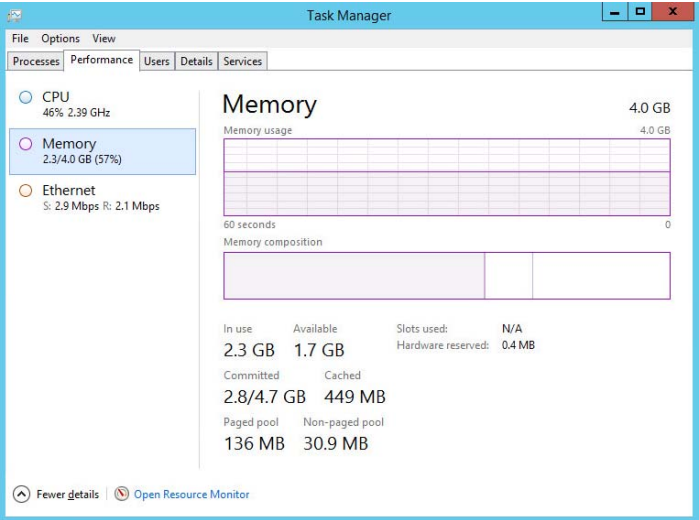 Task Manager
File Options View
Processes Performance Users Details Services
CPU
46% 2.39 GHz
Memory
2.3/4.0 GB (57%)
Ethernet
S: 2.9 Mbps R: 2.1 Mbps
Memory 4.0 GB
Memory usage 4.0 GB
60 seconds 0
Memory composition
In use Available Slots used: N/A
2.3 GB 1.7 GB Hardware reserved: 0.4 MB
Committed Cached
2.8/4.7 GB 449 MB
Paged pool Non-paged pool
136 MB 30.9 MB
Fewer details Open Resource Monitor